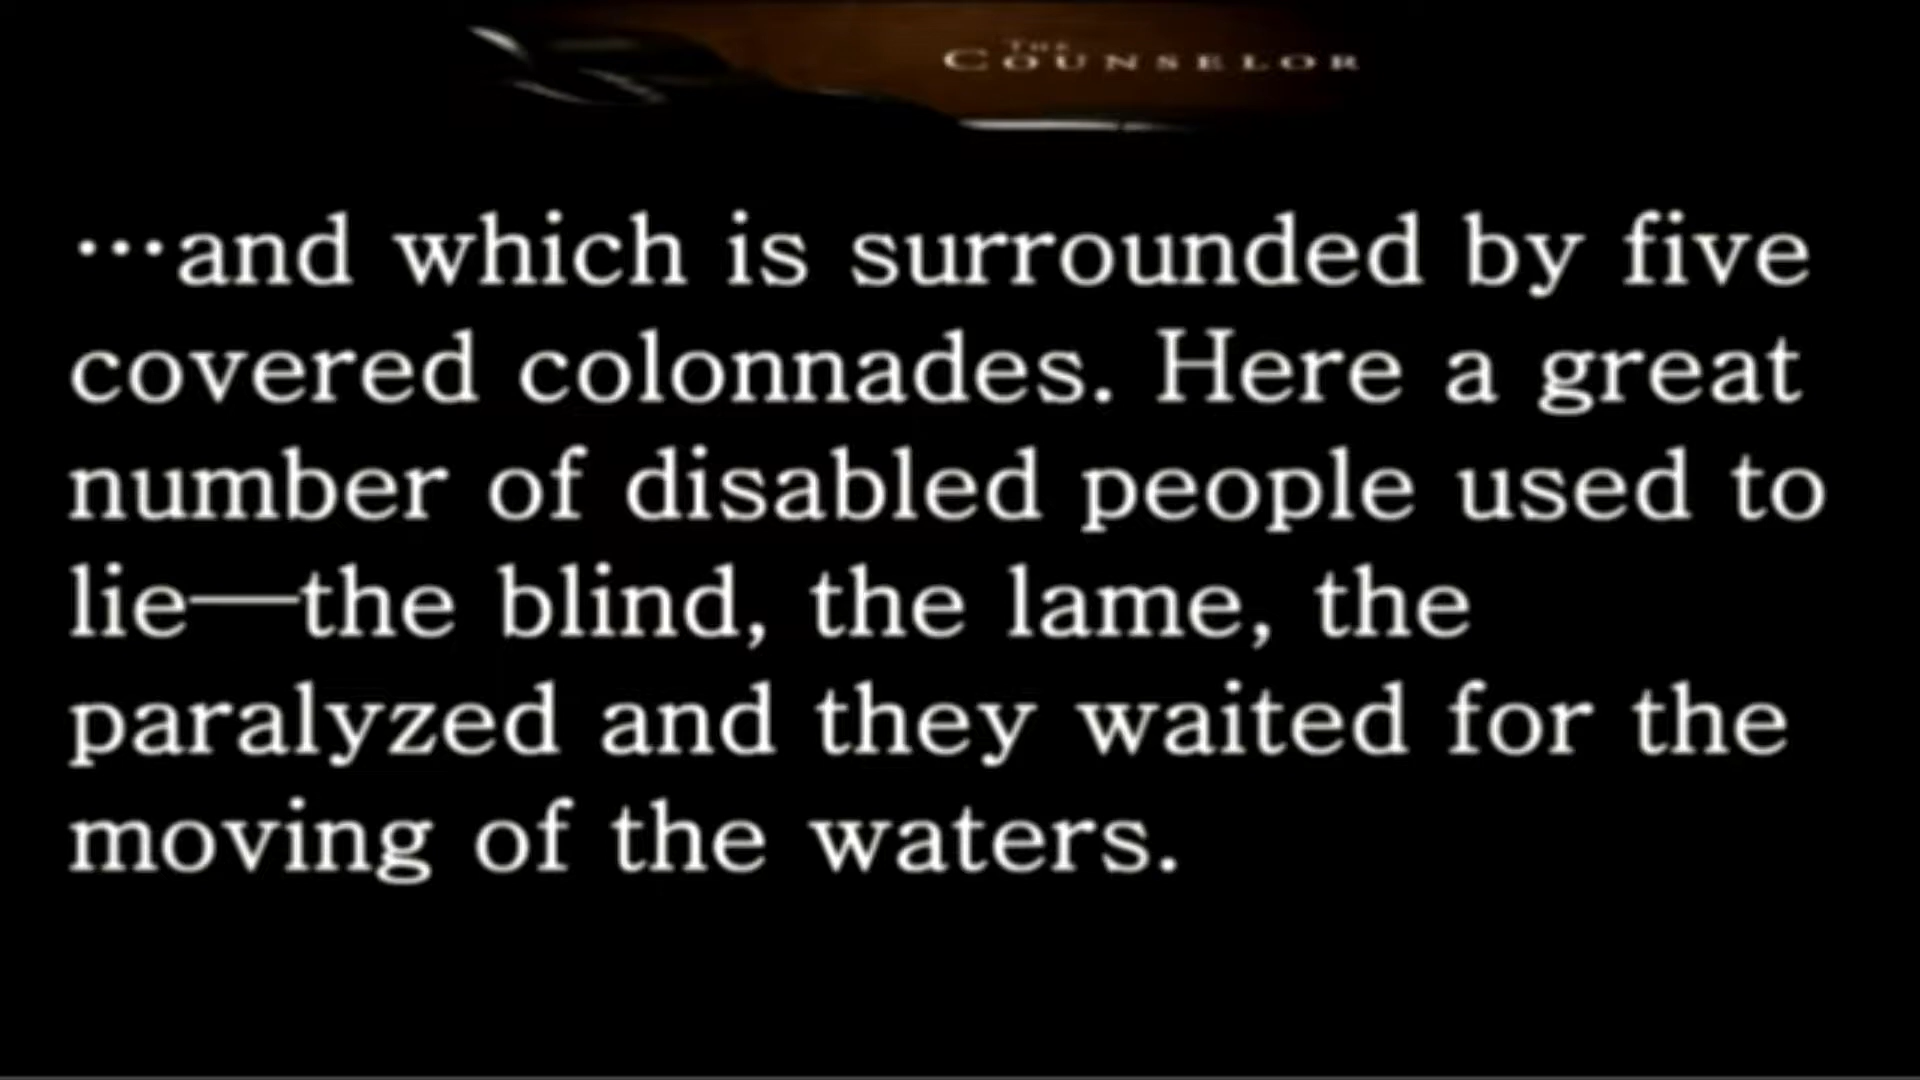 THE
COUNSELOR
…and which is surrounded by five
covered colonnades. Here a great
number of disabled people used to
lie—the blind, the lame, the
paralyzed and they waited for the
moving of the waters.